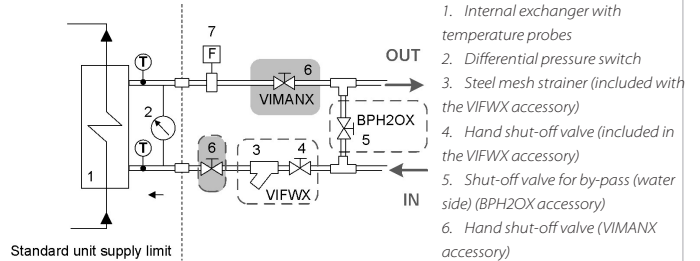 7
F
6
OUT
T
VIMANX
2
BPH2OX
5
T
6
3
4
1
VIFWX
IN
Standard unit supply limit
1. Internal exchanger with
temperature probes
2. Differential pressure switch
3. Steel mesh strainer (included with
the VIFWX accessory)
4. Hand shut-off valve (included in
the VIFWX accessory)
5. Shut-off valve for by-pass (water
side) (BPH2OX accessory)
6. Hand shut-off valve (VIMANX
accessory)